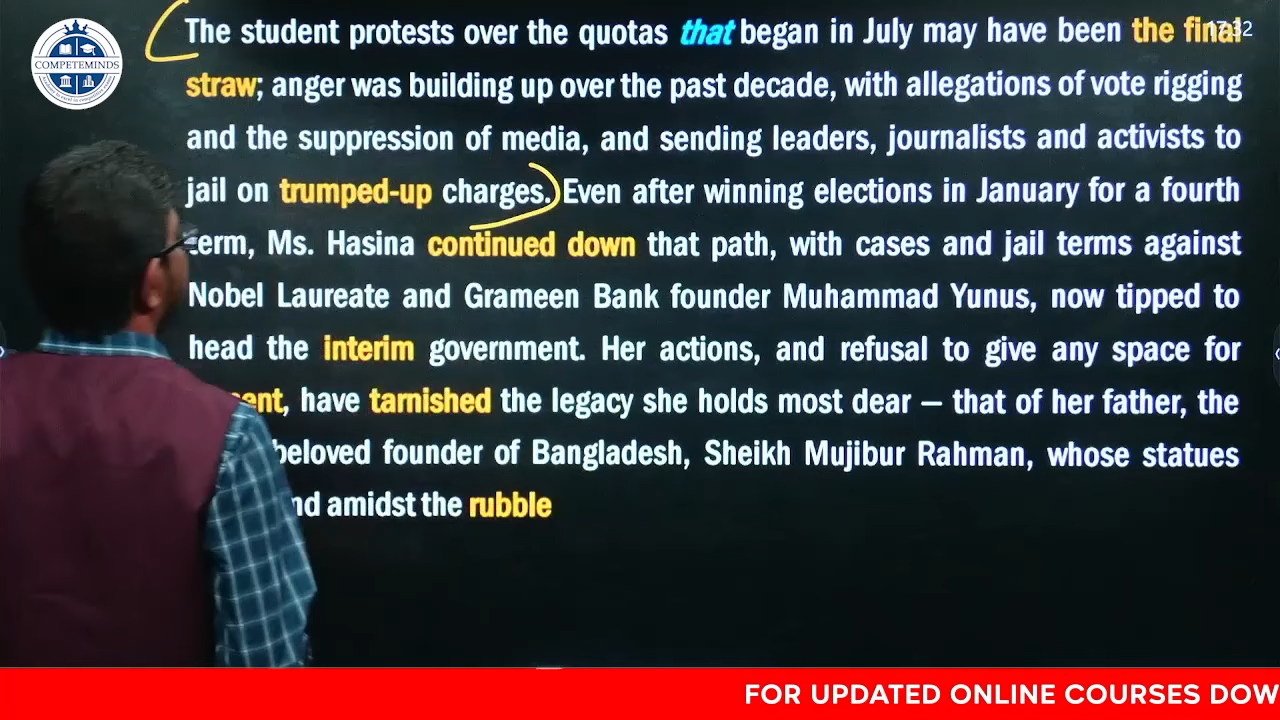 The student protests over the quotas that began in July may have been the final
17:32
COMPETEMINDS
straw; anger was building up over the past decade, with allegations of vote rigging
and the suppression of media, and sending leaders, journalists and activists to
jail on trumped-up charges. Even after winning elections in January for a fourth
term, Ms. Hasina continued down that path, with cases and jail terms against
Nobel Laureate and Grameen Bank founder Muhammad Yunus, now tipped to
head the interim government. Her actions, and refusal to give any space for
have tarnished the legacy she holds most dear — that of her father, the
beloved founder of Bangladesh, Sheikh Mujibur Rahman, whose statues
amidst the rubble
FOR UPDATED ONLINE COURSES DOW